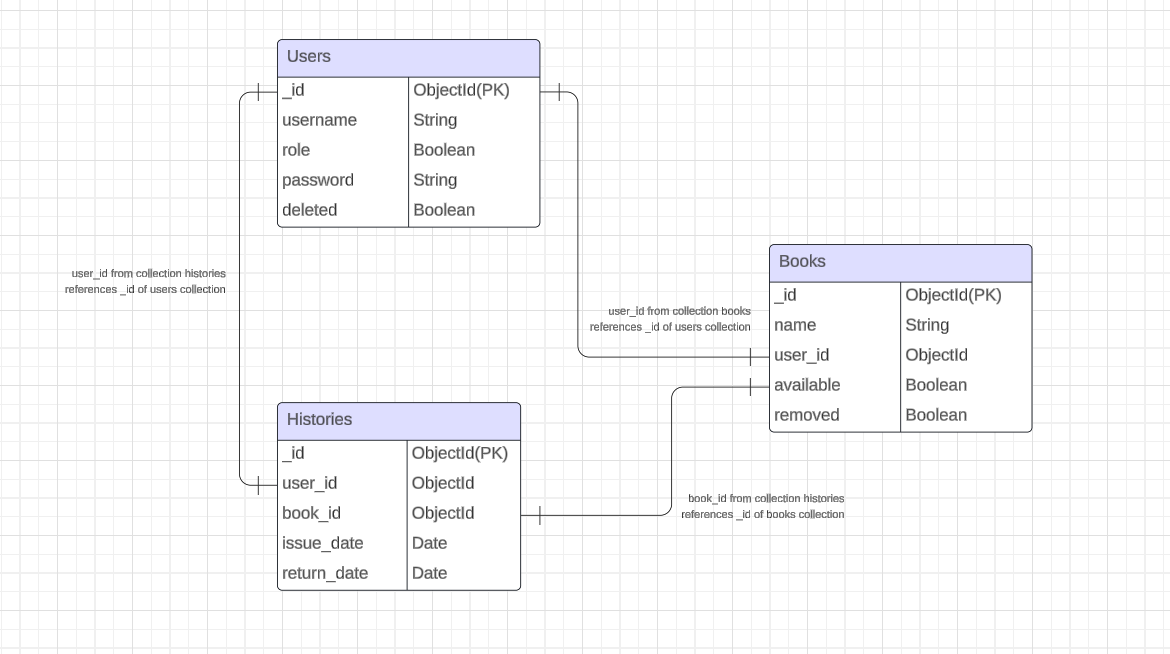 Users
_id ObjectId(PK)
username String
role Boolean
password String
deleted Boolean
user_id from collection histories
references _id of users collection
user_id from collection books
references _id of users collection
Books
_id ObjectId(PK)
name String
user_id ObjectId
available Boolean
removed Boolean
Histories
_id ObjectId(PK)
user_id ObjectId
book_id ObjectId
issue_date Date
return_date Date
book_id from collection histories
references _id of books collection